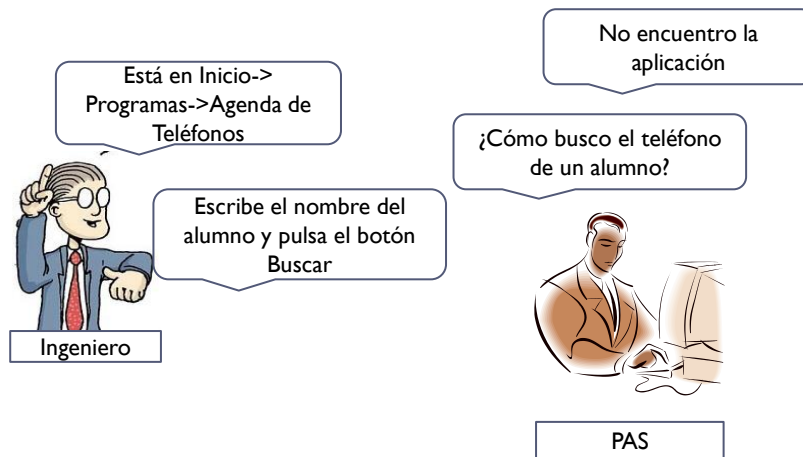 No encuentro la
aplicación
Está en Inicio->
Programas->Agenda de
Teléfonos
¿Cómo busco el teléfono
de un alumno?
Escribe el nombre del
alumno y pulsa el botón
Buscar
Ingeniero
PAS